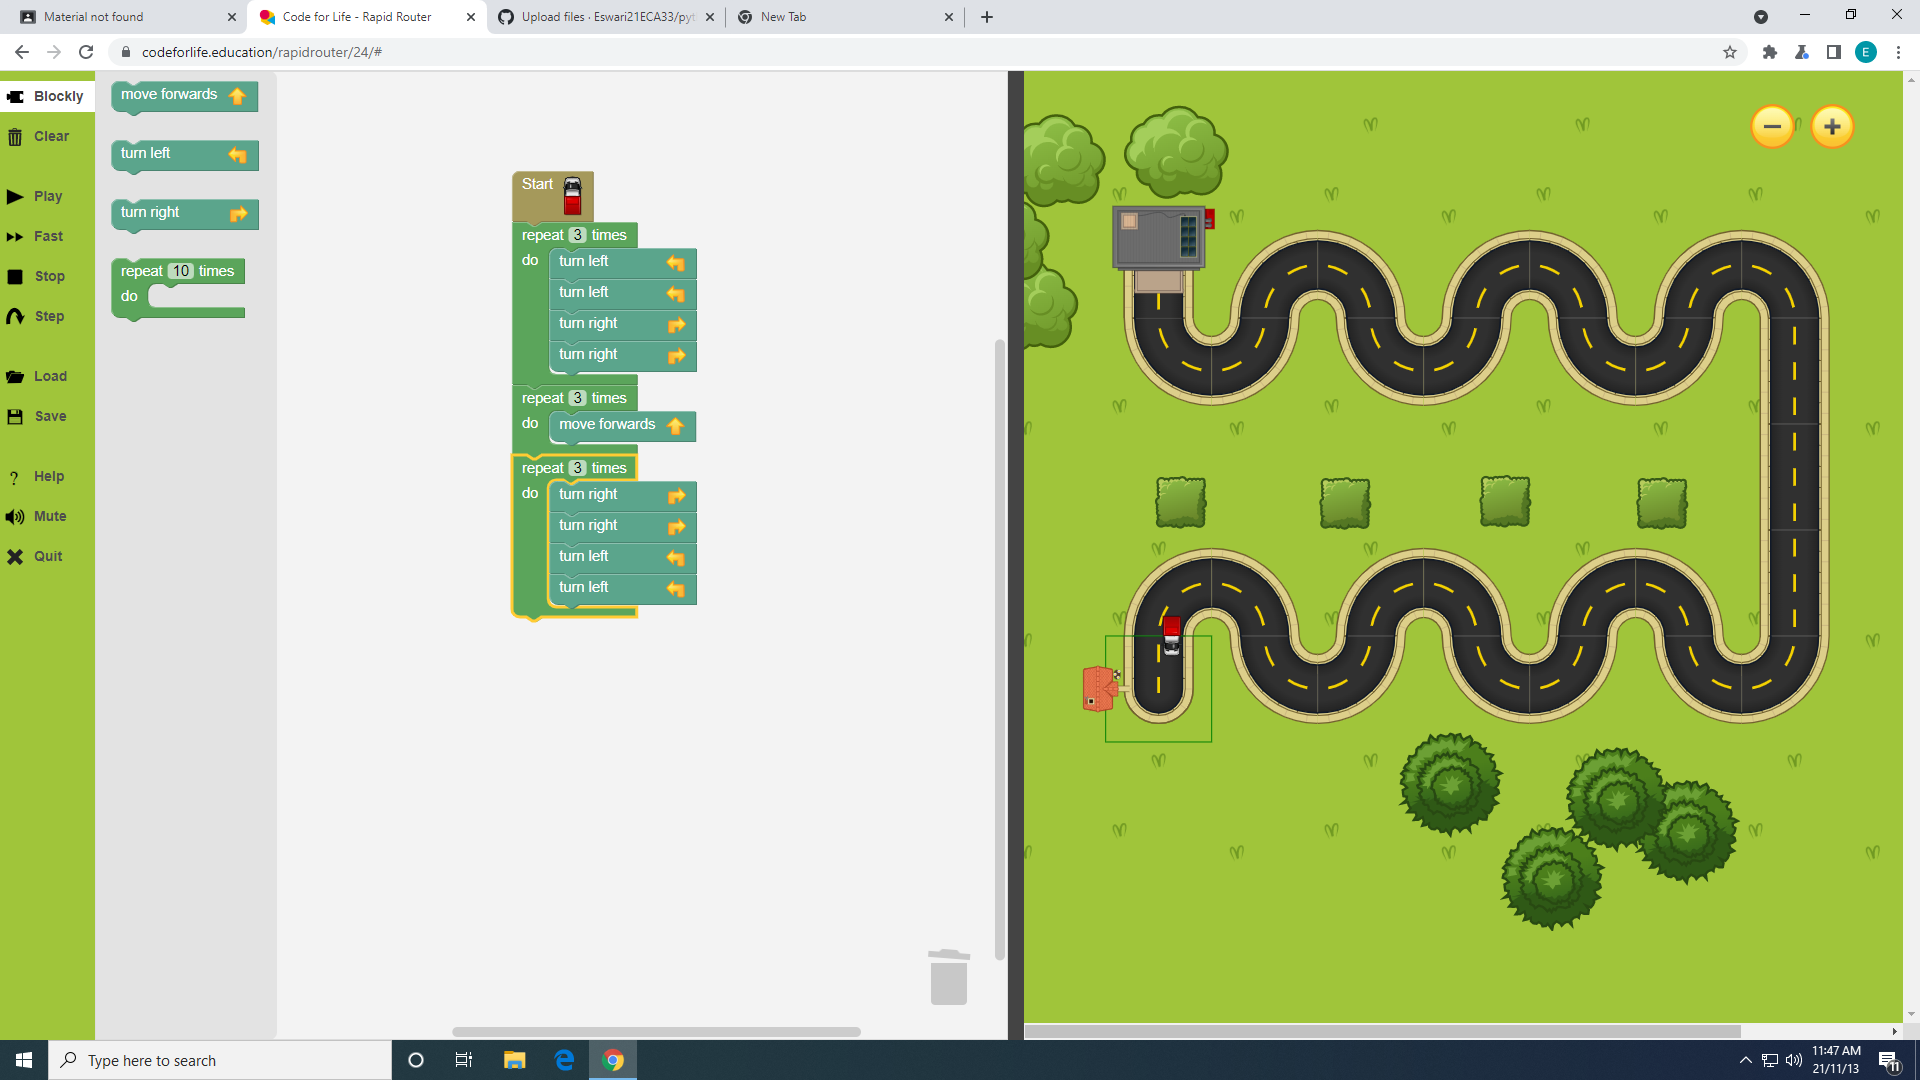 Material not found
Code for Life - Rapid Router
Upload files · Eswari21ECA33/pyt
New Tab
codeforlife.education/rapidrouter/24/#
E
Blockly
Clear
Play
Fast
Stop
Step
Load
Save
Help
Mute
Quit
move forwards
turn left
turn right
repeat 10 times
do
Start
repeat 3 times
do turn left
turn left
turn right
turn right
repeat 3 times
do move forwards
repeat 3 times
do turn right
turn right
turn left
turn left
Type here to search
11:47 AM
21/11/13
11